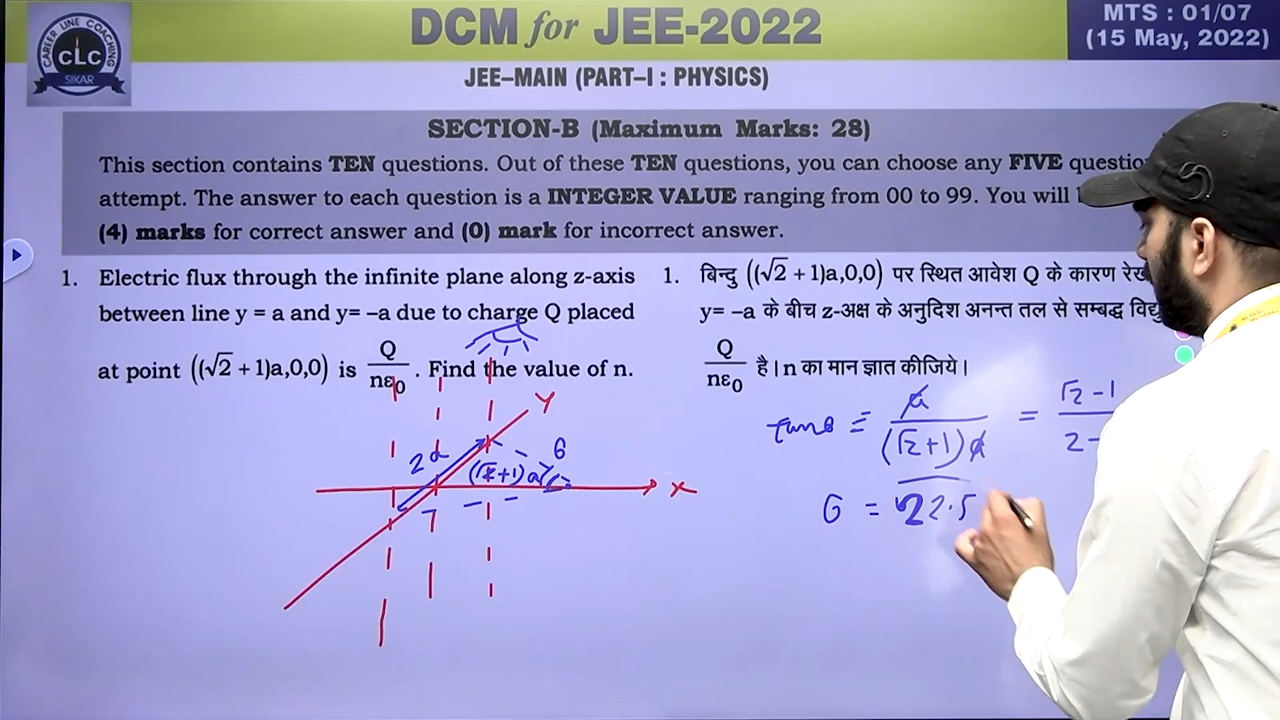 CAREER LINE COACHING
CLC
SIKAR
DCM for JEE-2022
MTS : 01/07
(15 May, 2022)
JEE–MAIN (PART–I : PHYSICS)
SECTION-B (Maximum Marks: 28)
This section contains TEN questions. Out of these TEN questions, you can choose any FIVE
attempt. The answer to each question is a INTEGER VALUE ranging from 00 to 99. You will
(4) marks for correct answer and (0) mark for incorrect answer.
1. Electric flux through the infinite plane along z-axis
between line y = a and y= –a due to charge Q placed
at point ((√2 + 1)a,0,0) is Q/nε₀ . Find the value of n.
1. बिन्दु ((√2 + 1)a,0,0) पर स्थित आवेश Q के कारण
y= –a के बीच z-अक्ष के अनुदिश अनन्त तल से सम्बद्ध
Q/nε₀ है। n का मान ज्ञात कीजिये।
Y
2a
(√2+1)a
X
tanθ = a/(√2+1)a = √2-1
θ = 22.5